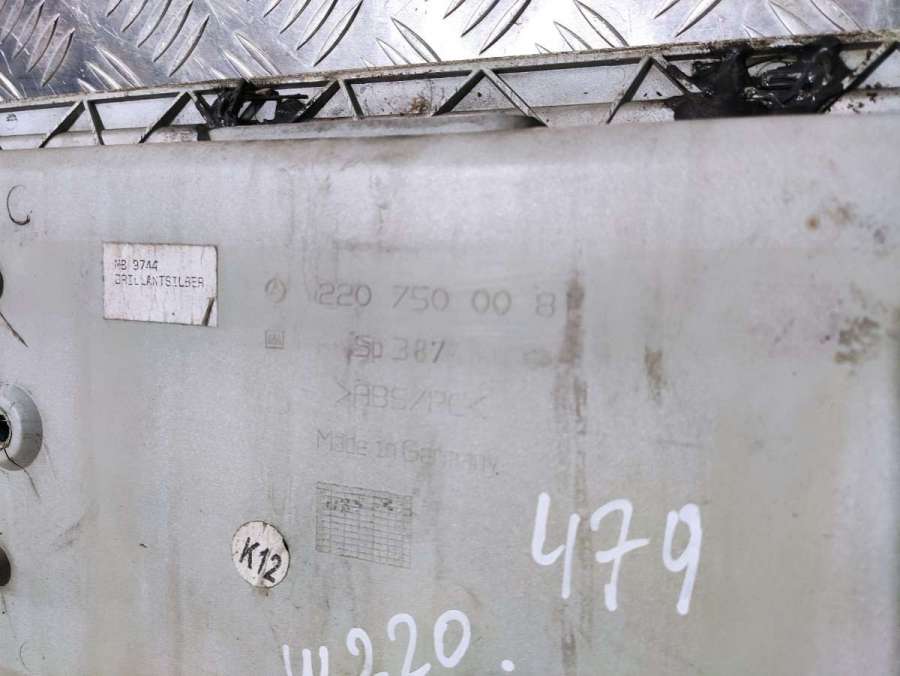 MB 9744
BRILLANTSILBER
220 750 00 8
Sp 387
>ABS/PC<
Made in Germany
K12
479
W220.